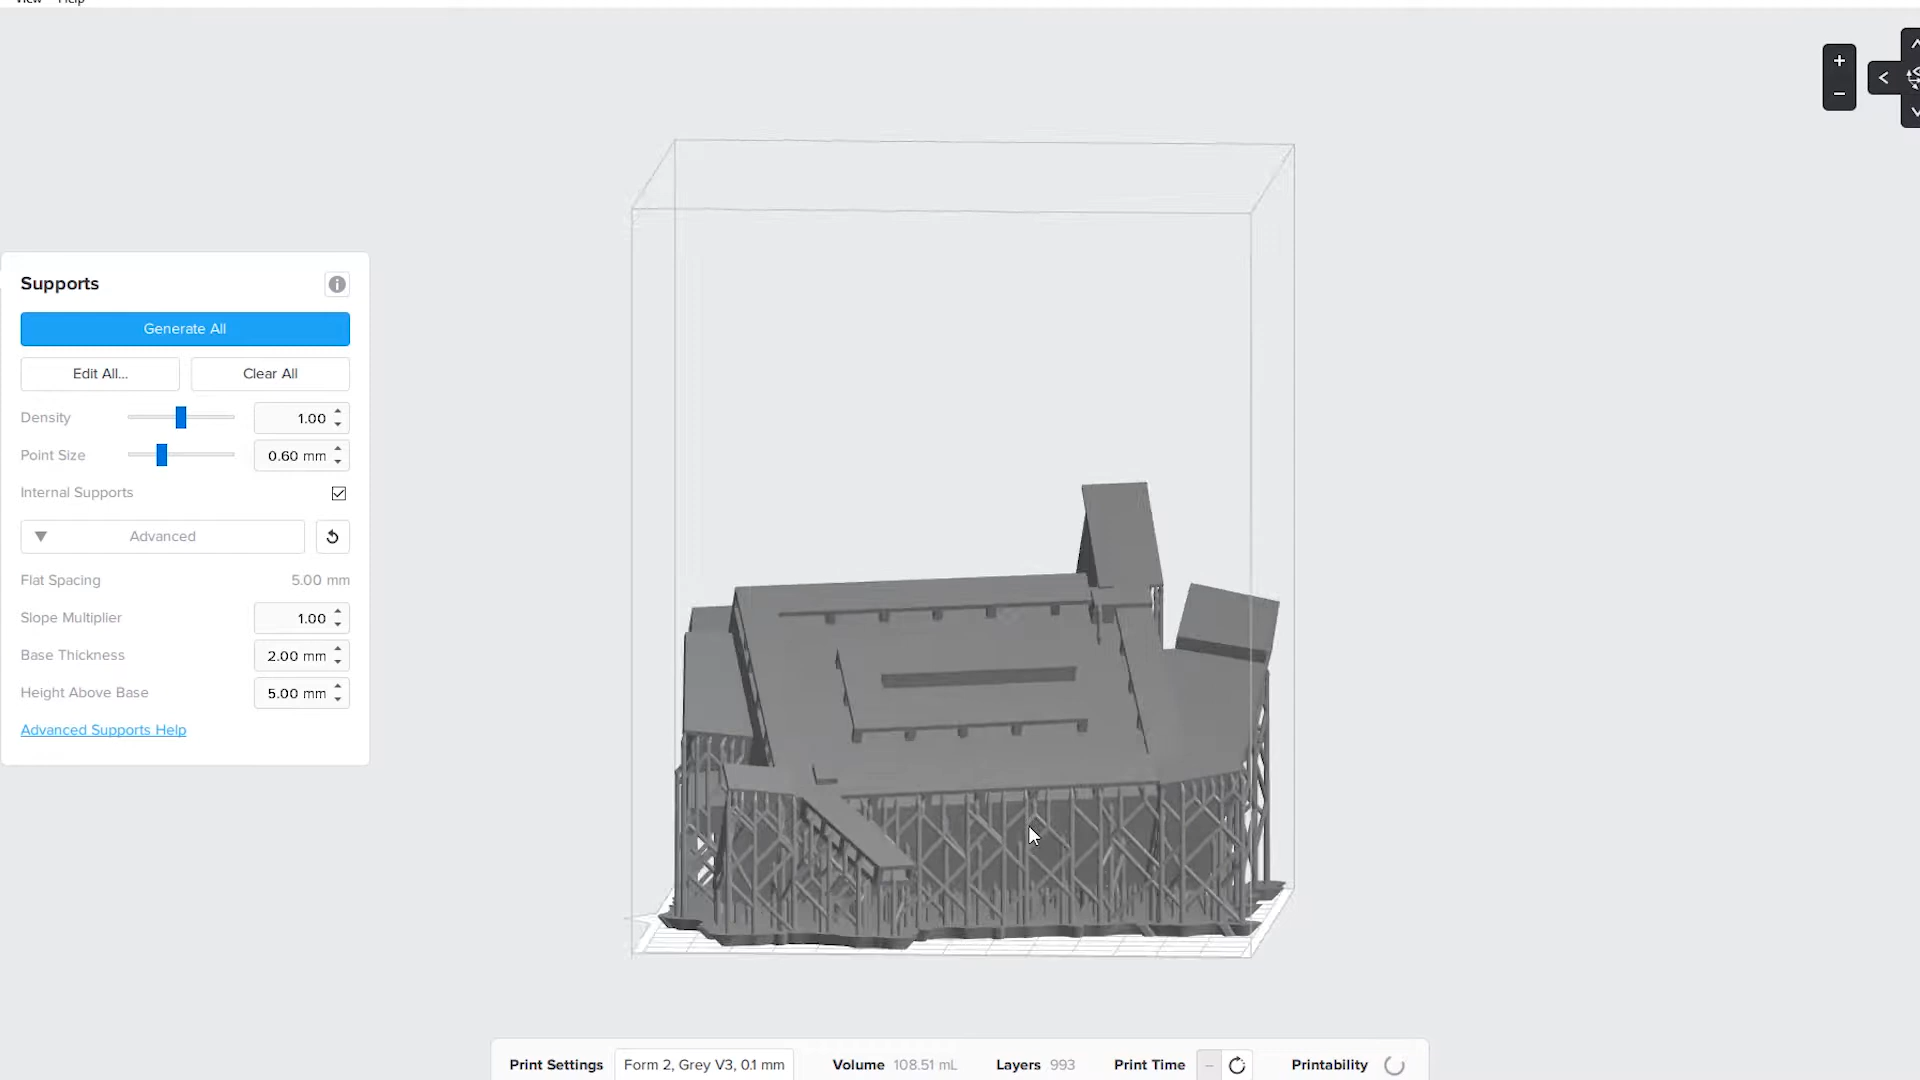 View Help
Supports
Generate All
Edit All...
Clear All
Density
1.00
Point Size
0.60 mm
Internal Supports
Advanced
Flat Spacing
5.00 mm
Slope Multiplier
1.00
Base Thickness
2.00 mm
Height Above Base
5.00 mm
Advanced Supports Help
Print Settings Form 2, Grey V3, 0.1 mm Volume 108.51 mL Layers 993 Print Time – Printability